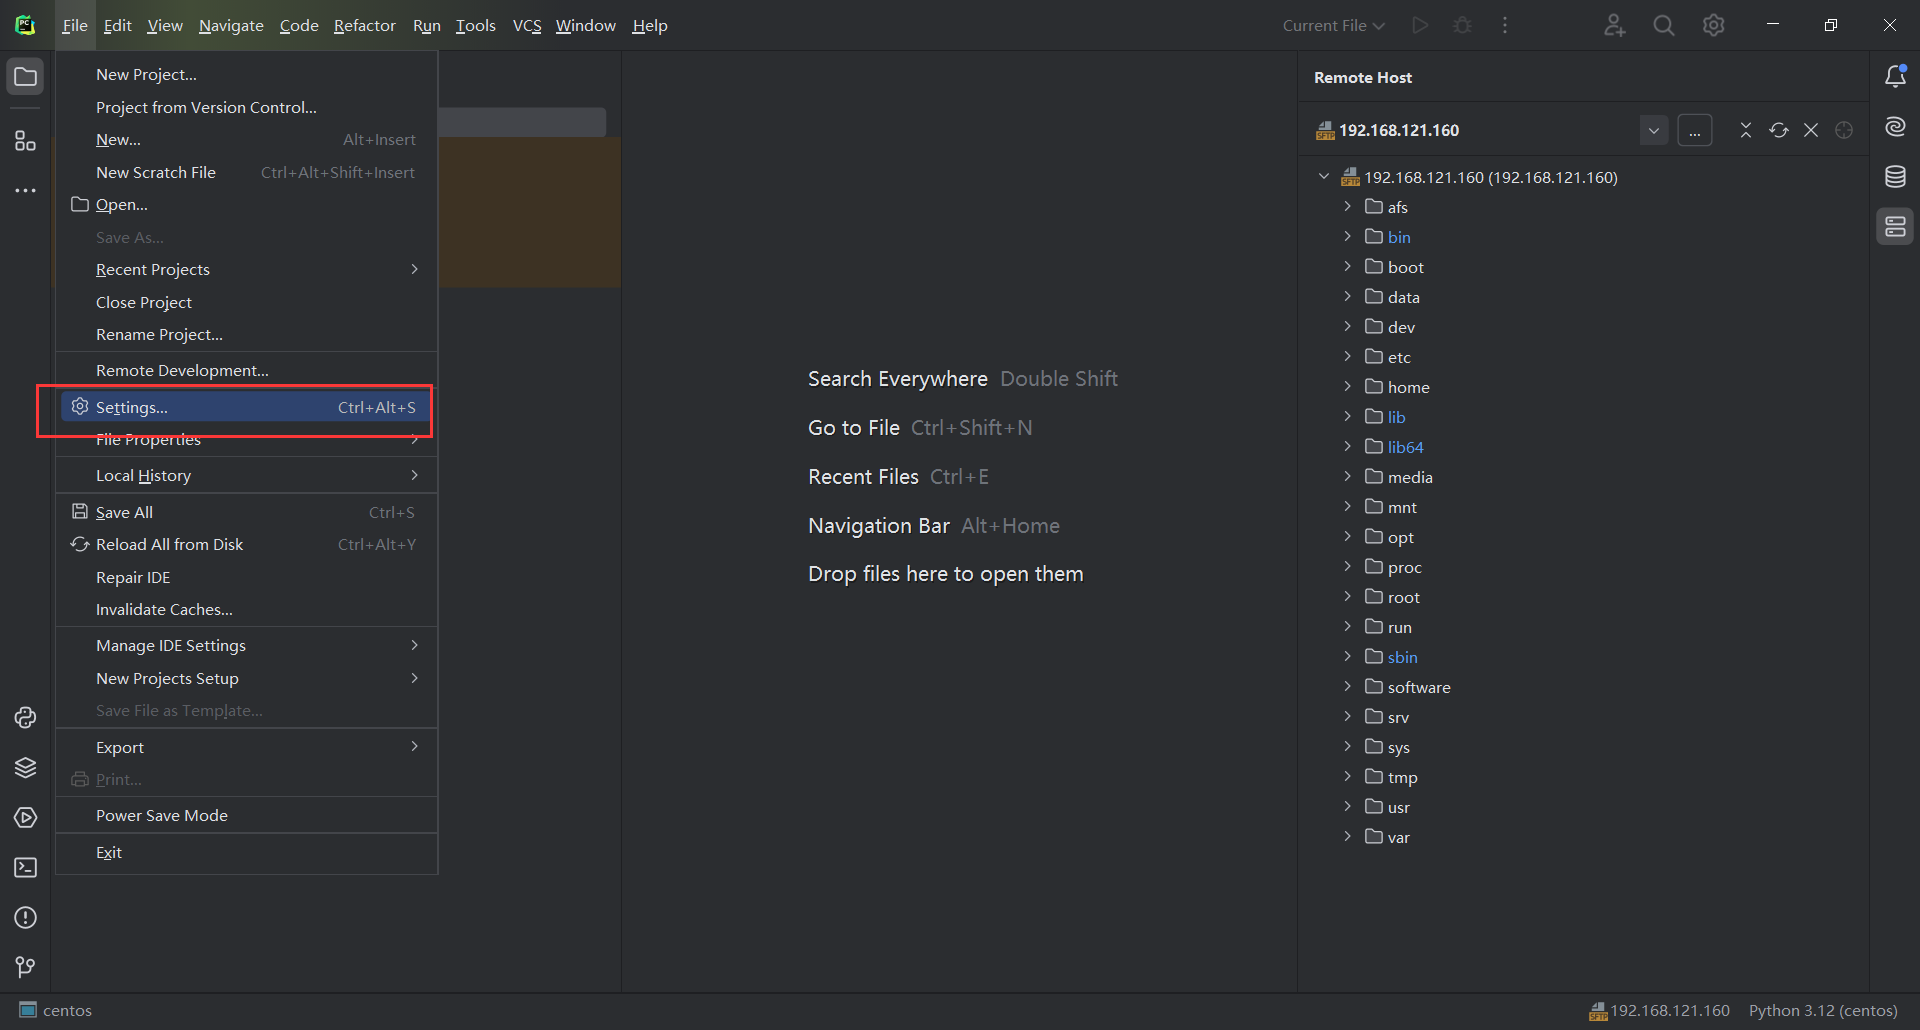 PC File Edit View Navigate Code Refactor Run Tools VCS Window Help Current File
New Project...
Project from Version Control...
New... Alt+Insert
New Scratch File Ctrl+Alt+Shift+Insert
Open...
Save As...
Recent Projects
Close Project
Rename Project...
Remote Development...
Settings... Ctrl+Alt+S
File Properties
Local History
Save All Ctrl+S
Reload All from Disk Ctrl+Alt+Y
Repair IDE
Invalidate Caches...
Manage IDE Settings
New Projects Setup
Save File as Template...
Export
Print...
Power Save Mode
Exit
Search Everywhere Double Shift
Go to File Ctrl+Shift+N
Recent Files Ctrl+E
Navigation Bar Alt+Home
Drop files here to open them
Remote Host
SFTP 192.168.121.160 ...
SFTP 192.168.121.160 (192.168.121.160)
afs
bin
boot
data
dev
etc
home
lib
lib64
media
mnt
opt
proc
root
run
sbin
software
srv
sys
tmp
usr
var
centos SFTP 192.168.121.160 Python 3.12 (centos)